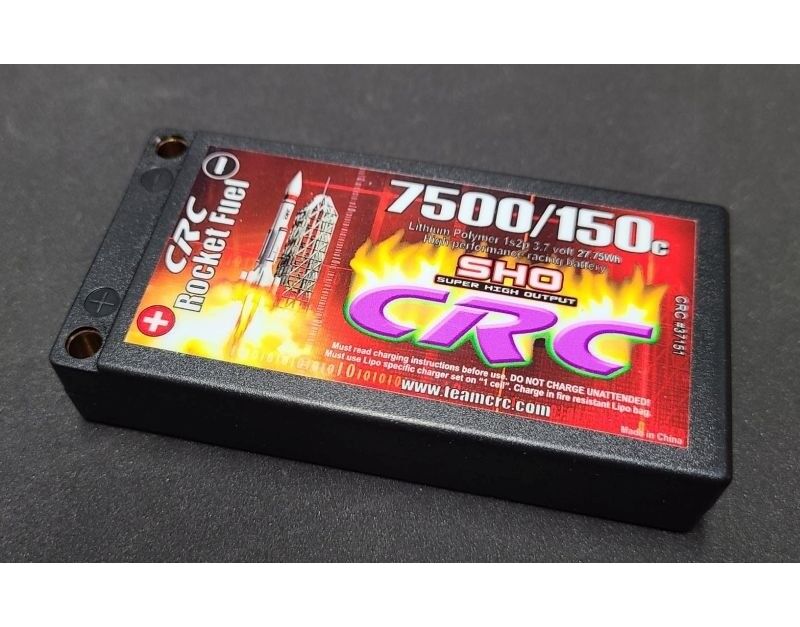 CRC
Rocket Fuel
7500/150c
Lithium Polymer 1s2p 3.7 volt 27.75Wh
High performance racing battery
SHO
SUPER HIGH OUTPUT
CRC
CRC #37151
Must read charging instructions before use. DO NOT CHARGE UNATTENDED!
Must use Lipo specific charger set on "1 cell". Charge in fire resistant Lipo bag.
www.teamcrc.com
Made in China